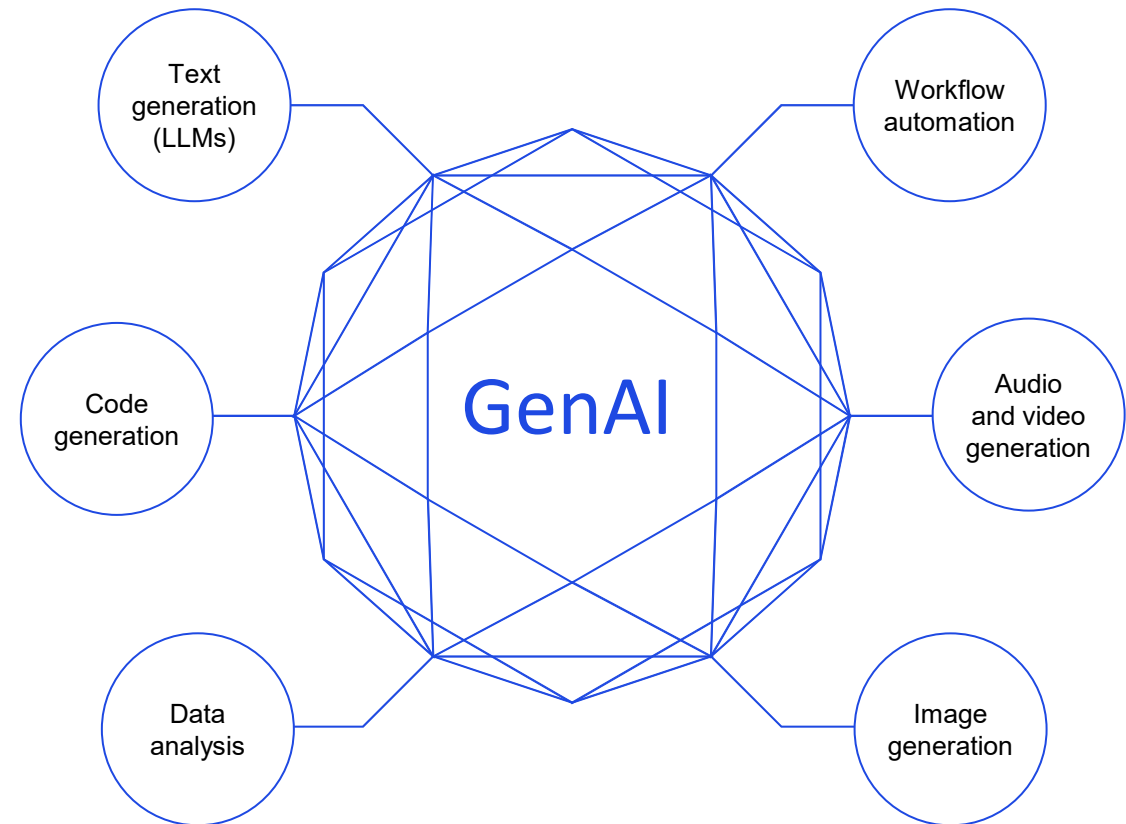 Text
generation
(LLMs)
Workflow
automation
Code
generation
GenAI
Audio
and video
generation
Data
analysis
Image
generation